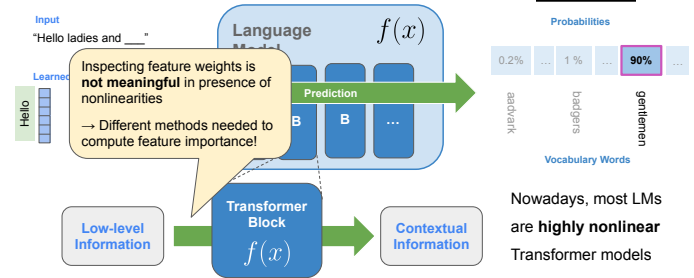 Input
“Hello ladies and ___”
Learned
Hello
Language
Model
f(x)
Inspecting feature weights is
not meaningful in presence of
nonlinearities
→ Different methods needed to
compute feature importance!
Prediction
B
B
...
Probabilities
0.2%
...
1 %
...
90%
...
aadvark
badgers
gentlemen
Vocabulary Words
Low-level
Information
Transformer
Block
f(x)
Contextual
Information
Nowadays, most LMs
are highly nonlinear
Transformer models